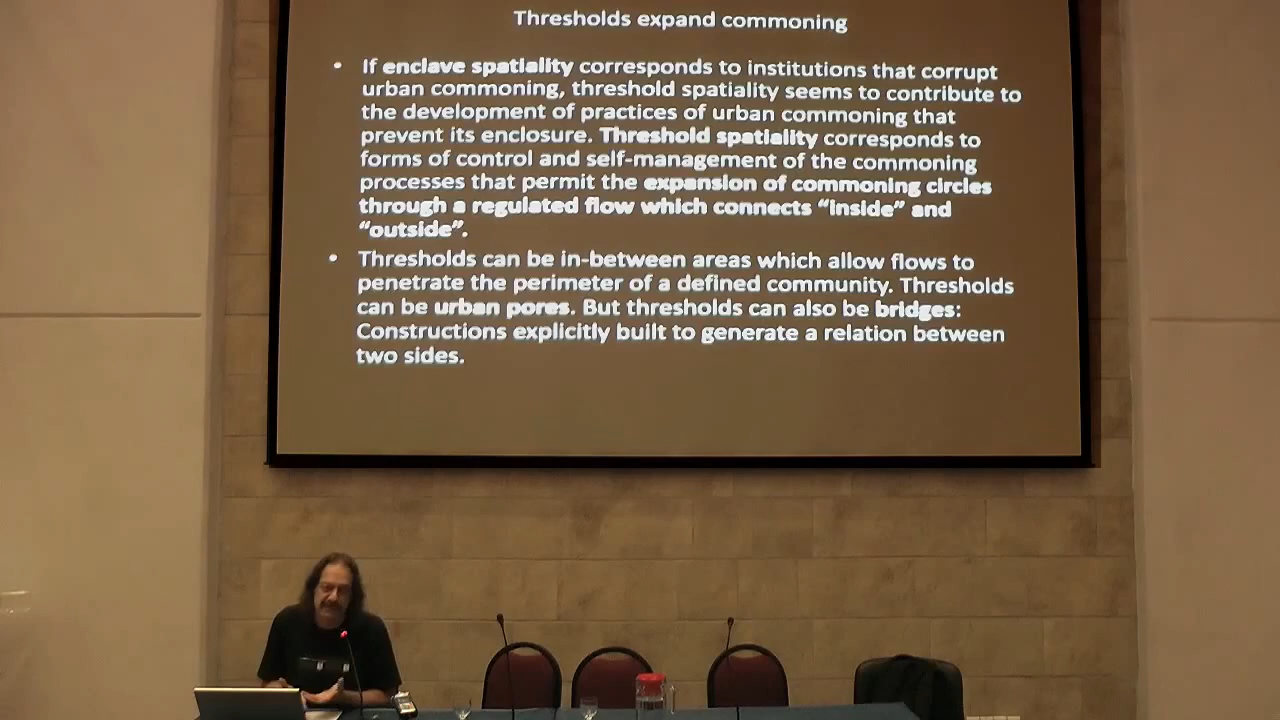 Thresholds expand commoning
• If enclave spatiality corresponds to institutions that corrupt
urban commoning, threshold spatiality seems to contribute to
the development of practices of urban commoning that
prevent its enclosure. Threshold spatiality corresponds to
forms of control and self-management of the commoning
processes that permit the expansion of commoning circles
through a regulated flow which connects “inside” and
“outside”.
• Thresholds can be in-between areas which allow flows to
penetrate the perimeter of a defined community. Thresholds
can be urban pores. But thresholds can also be bridges:
Constructions explicitly built to generate a relation between
two sides.